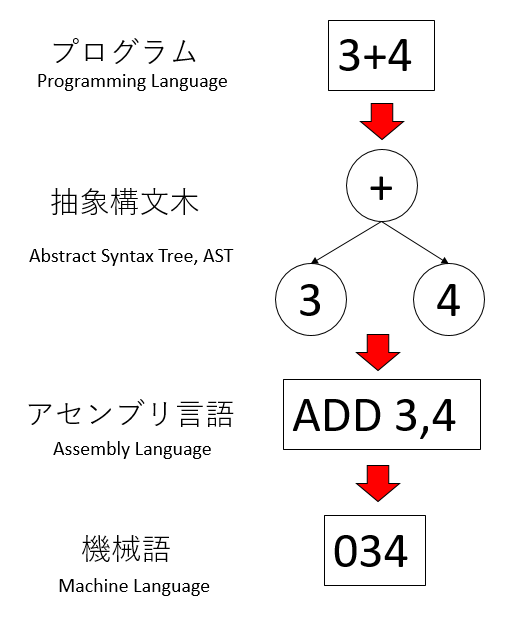 プログラム
Programming Language
3+4
抽象構文木
Abstract Syntax Tree, AST
+
3
4
アセンブリ言語
Assembly Language
ADD 3,4
機械語
Machine Language
034